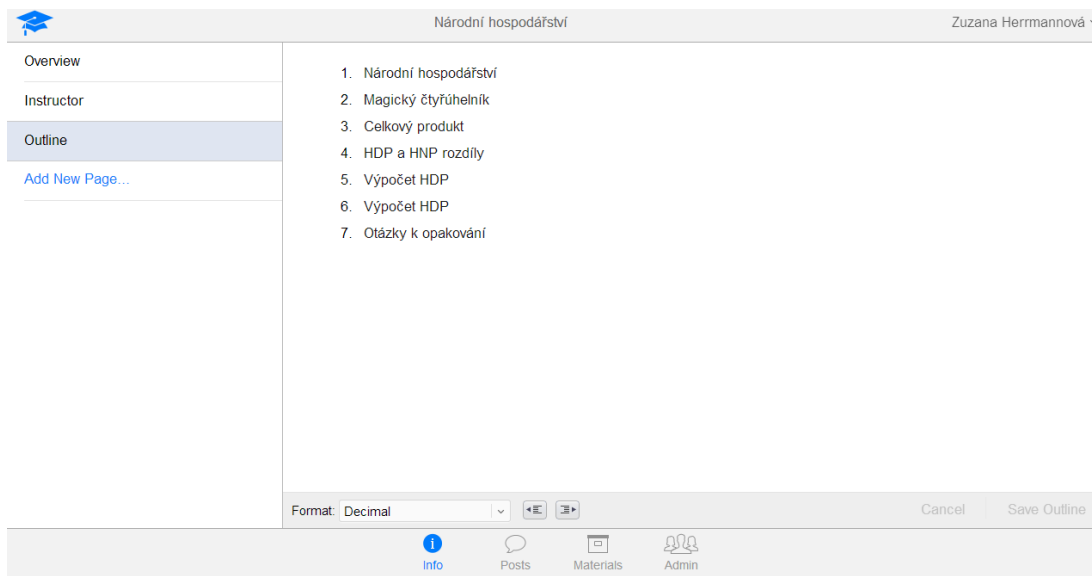 Národní hospodářství
Zuzana Herrmannová
Overview
Instructor
Outline
Add New Page...
1. Národní hospodářství
2. Magický čtyřúhelník
3. Celkový produkt
4. HDP a HNP rozdíly
5. Výpočet HDP
6. Výpočet HDP
7. Otázky k opakování
Format: Decimal
Cancel
Save Outline
Info
Posts
Materials
Admin